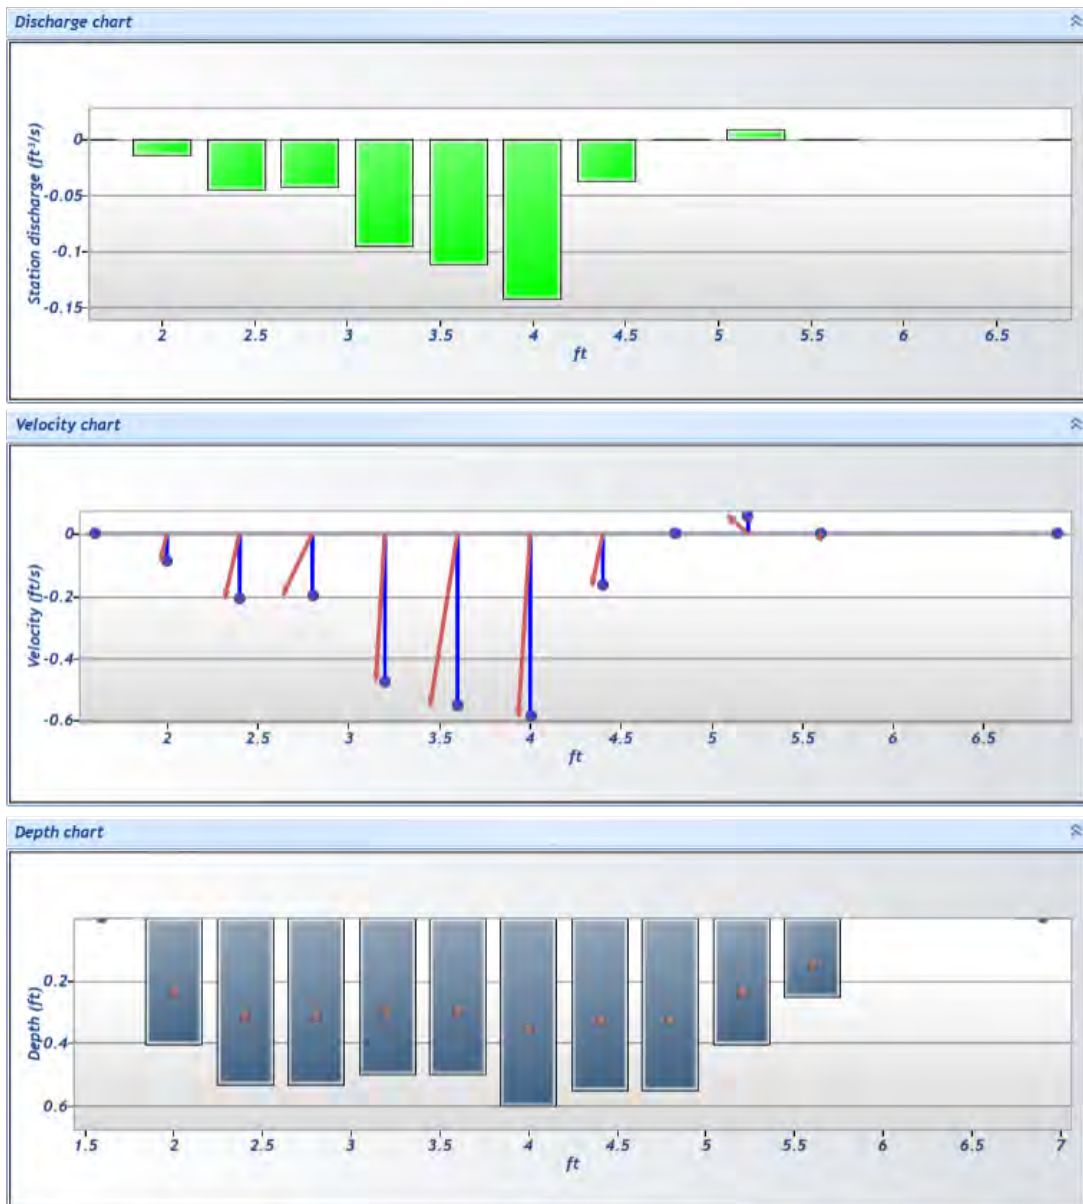 Discharge chart
Station discharge (ft³/s)
0
-0.05
-0.1
-0.15
2 2.5 3 3.5 4 4.5 5 5.5 6 6.5
ft
Velocity chart
Velocity (ft/s)
0
-0.2
-0.4
-0.6
2 2.5 3 3.5 4 4.5 5 5.5 6 6.5
ft
Depth chart
Depth (ft)
0.2
0.4
0.6
1.5 2 2.5 3 3.5 4 4.5 5 5.5 6 6.5 7
ft